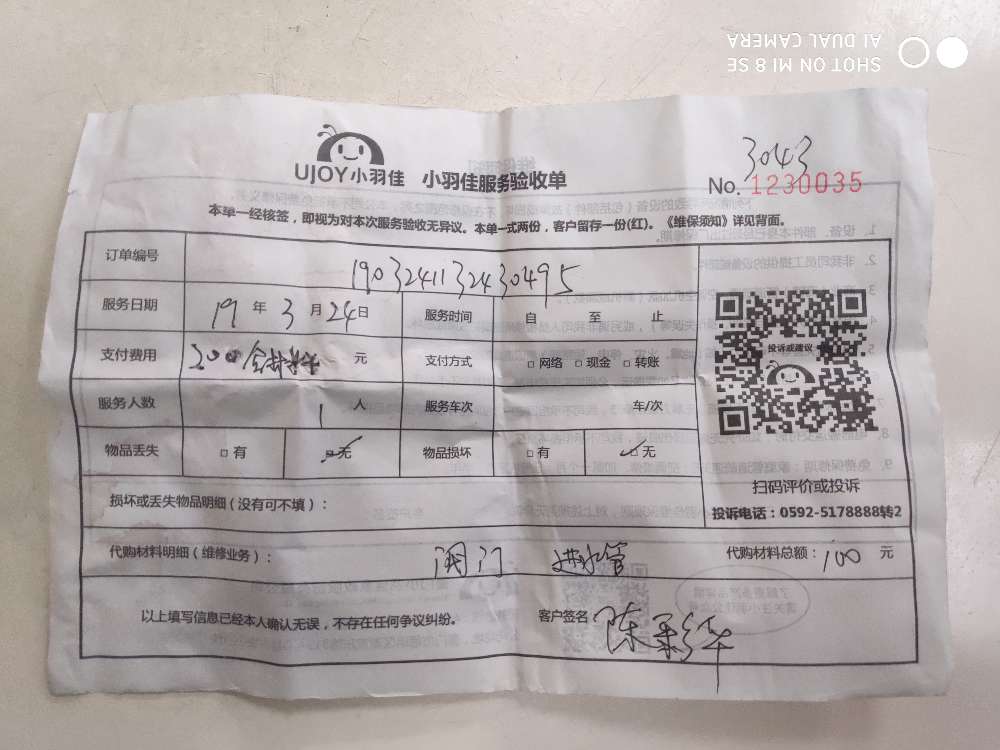 SHOT ON MI 8 SE
AI DUAL CAMERA
3043
UJOY小羽佳 小羽佳服务验收单
No. 1230035
本单一经核签，即视为对本次服务验收无异议。本单一式两份，客户留存一份(红)。《维保须知》详见背面。
订单编号 190324113430495
服务日期 19年3月24日 服务时间 自 至 止
支付费用 300含材料 元 支付方式 □网络 □现金 □转账
服务人数 1人 服务车次 车/次
物品丢失 □有 □无 物品损坏 □有 □无
投诉或建议
扫码评价或投诉
投诉电话：0592-5178888转2
损坏或丢失物品明细（没有可不填）：
代购材料明细（维修业务）： 闸门 进水管 代购材料总额：100元
以上填写信息已经本人确认无误，不存在任何争议纠纷。 客户签名 陈彩华